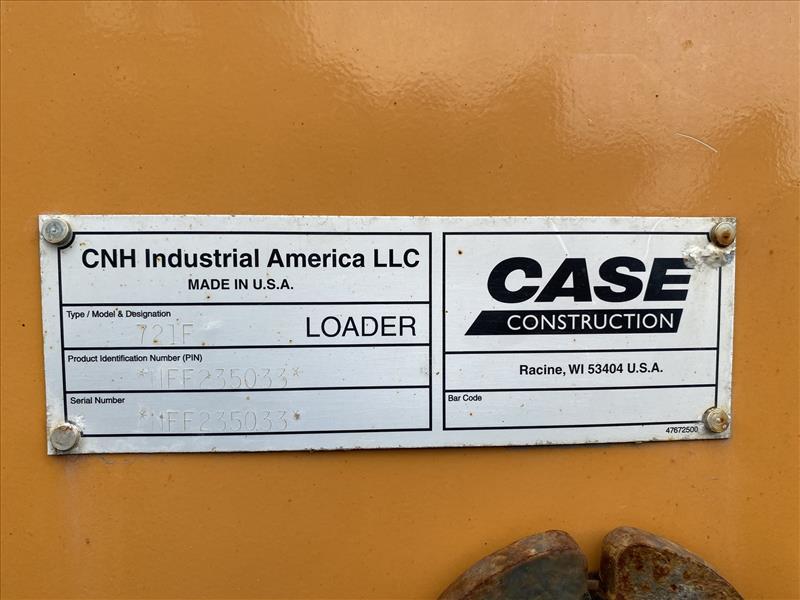 CNH Industrial America LLC
MADE IN U.S.A.
Type / Model & Designation
721F LOADER
Product Identification Number (PIN)
*NFF235033*
Serial Number
*NFF235033*
CASE
CONSTRUCTION
Racine, WI 53404 U.S.A.
Bar Code
47672500